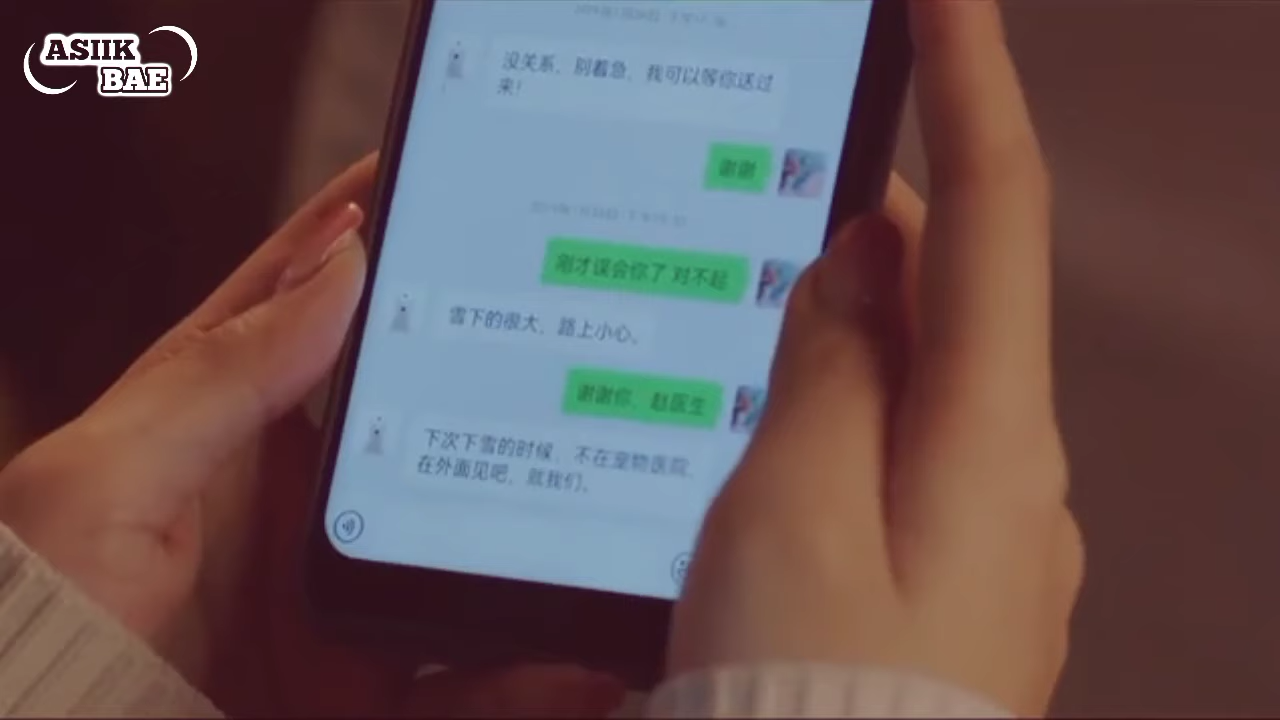 ASIIK
BAE
没关系，别着急，我可以等你送过
来！
谢谢
刚才误会你了 对不起
雪下的很大，路上小心。
谢谢你，赵医生
下次下雪的时候，不在宠物医院，
在外面见吧，就我们。